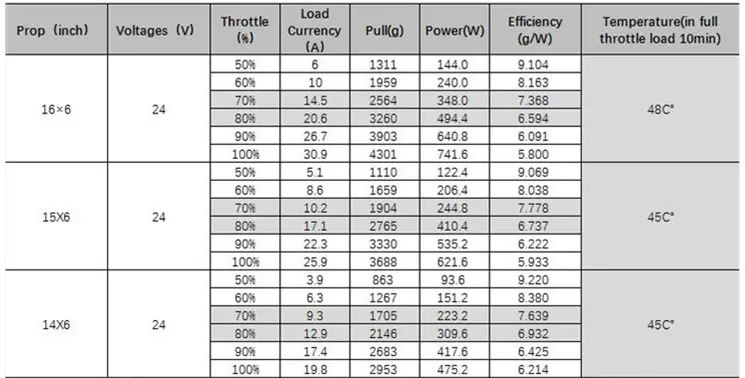 Prop (inch) Voltages (V) Throttle (%) Load Currency (A) Pull(g) Power(W) Efficiency (g/W) Temperature(in full throttle load 10min)
16×6 24 48C°
50% 6 1311 144.0 9.104
60% 10 1959 240.0 8.163
70% 14.5 2564 348.0 7.368
80% 20.6 3260 494.4 6.594
90% 26.7 3903 640.8 6.091
100% 30.9 4301 741.6 5.800
15X6 24 45C°
50% 5.1 1110 122.4 9.069
60% 8.6 1659 206.4 8.038
70% 10.2 1904 244.8 7.778
80% 17.1 2765 410.4 6.737
90% 22.3 3330 535.2 6.222
100% 25.9 3688 621.6 5.933
14X6 24 45C°
50% 3.9 863 93.6 9.220
60% 6.3 1267 151.2 8.380
70% 9.3 1705 223.2 7.639
80% 12.9 2146 309.6 6.932
90% 17.4 2683 417.6 6.425
100% 19.8 2953 475.2 6.214